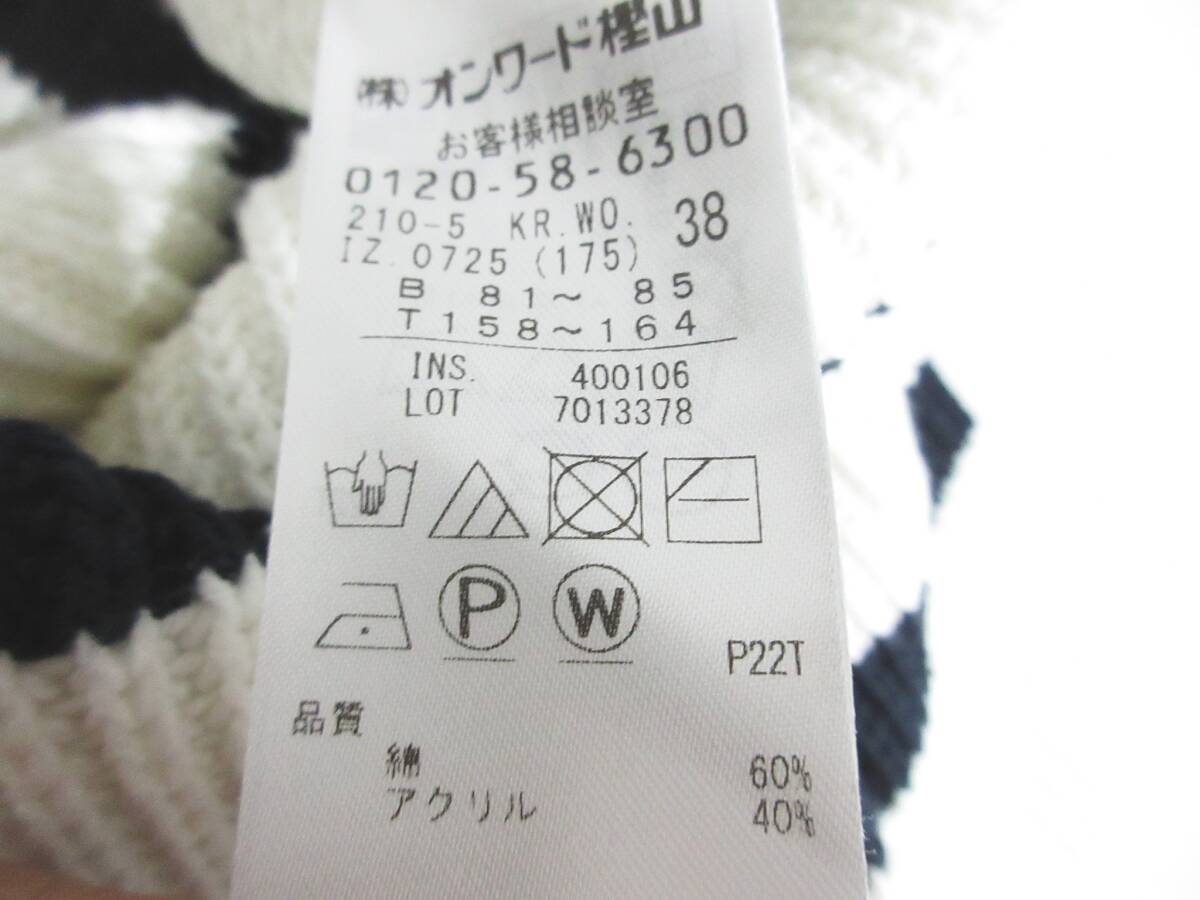 (株)オンワード樫山
お客様相談室
0120-58-6300
210-5 KR.WO. 38
IZ.0725 (175)
B 81～ 85
T 158～164
INS. 400106
LOT 7013378
P W
P22T
品質
綿 60%
アクリル 40%